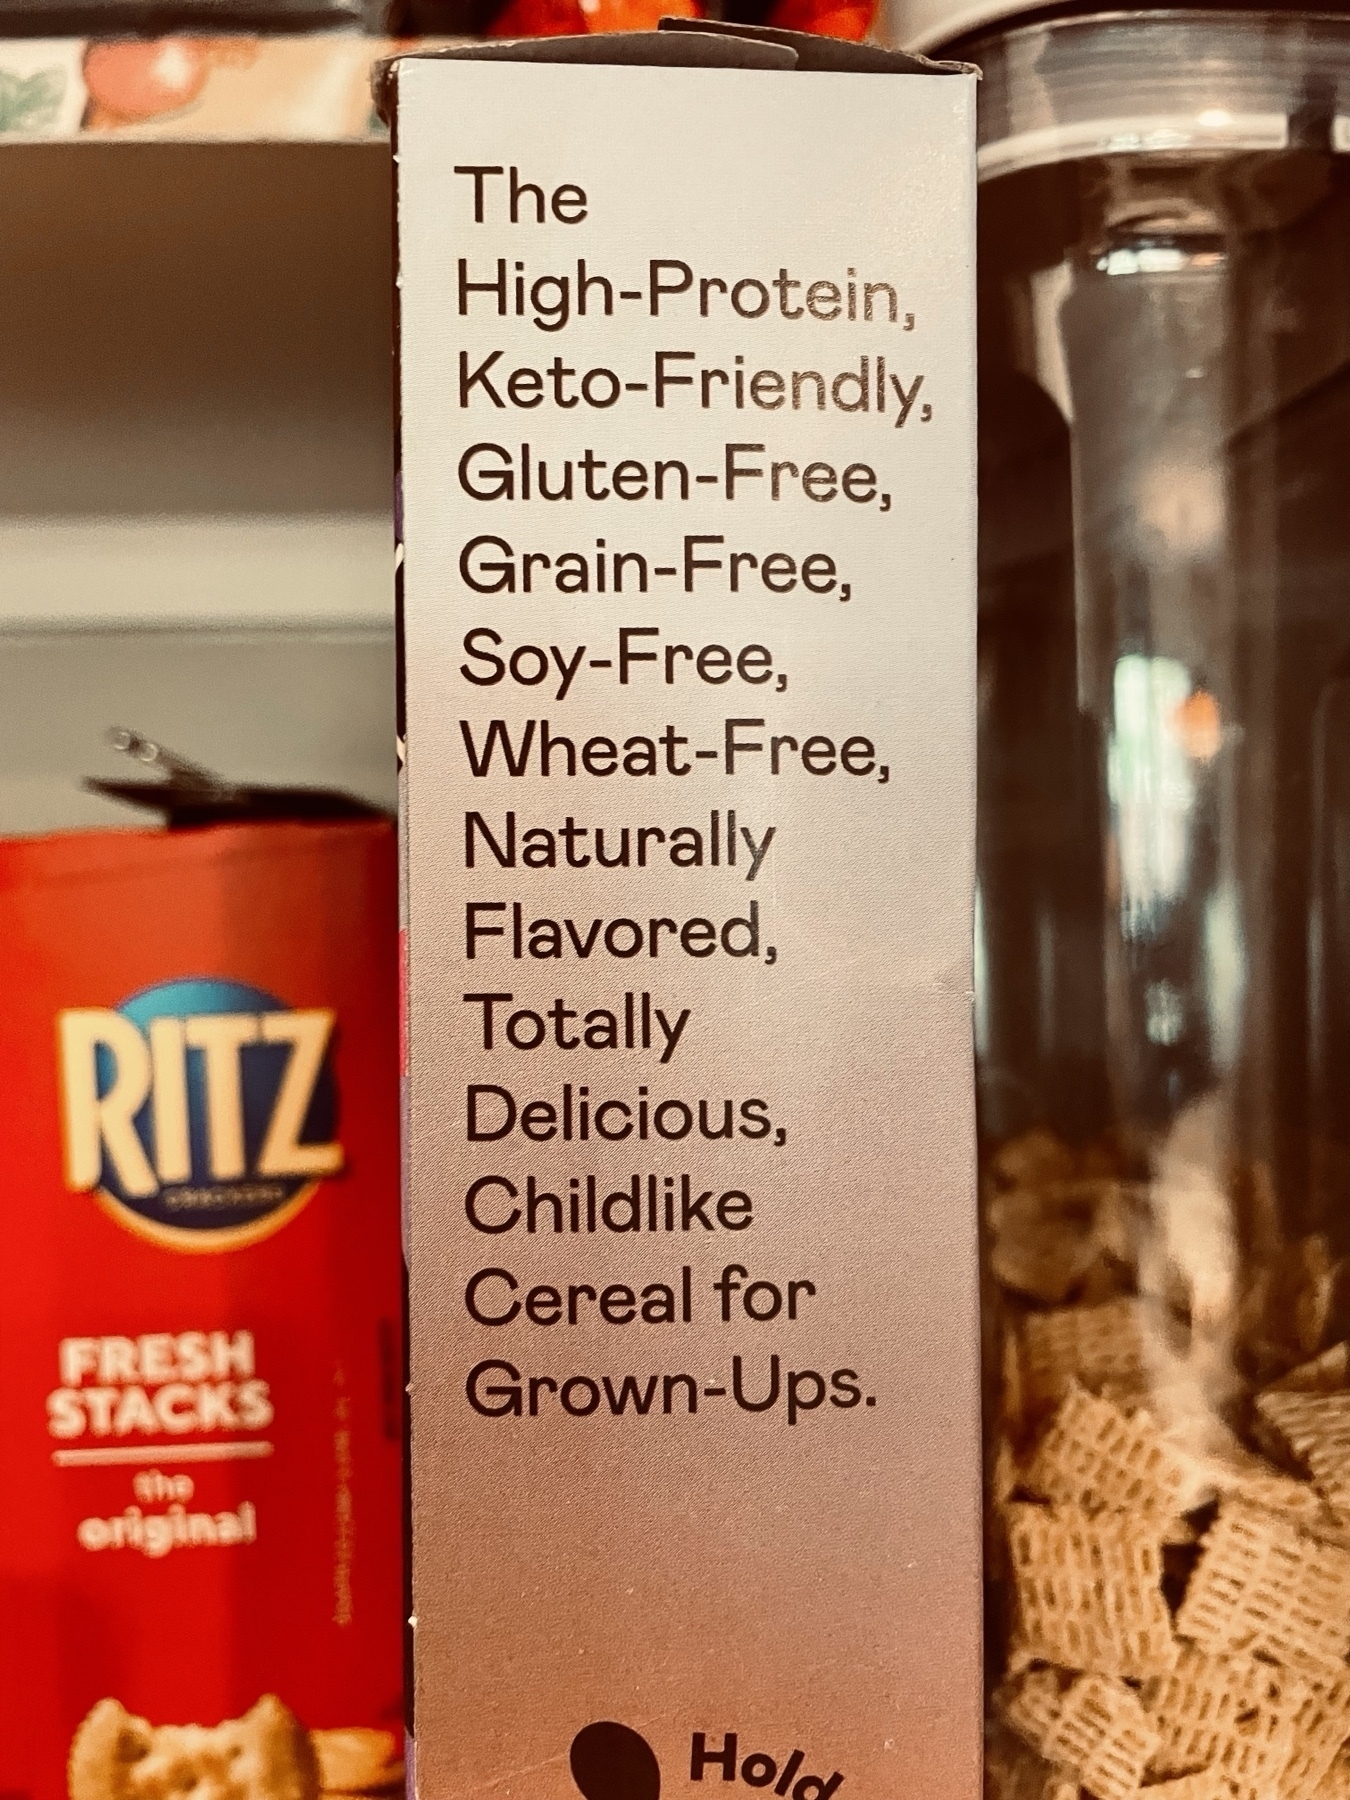 The
High-Protein,
Keto-Friendly,
Gluten-Free,
Grain-Free,
Soy-Free,
Wheat-Free,
Naturally
Flavored,
Totally
Delicious,
Childlike
Cereal for
Grown-Ups.
Hold
RITZ
CRACKERS
FRESH
STACKS
the
original